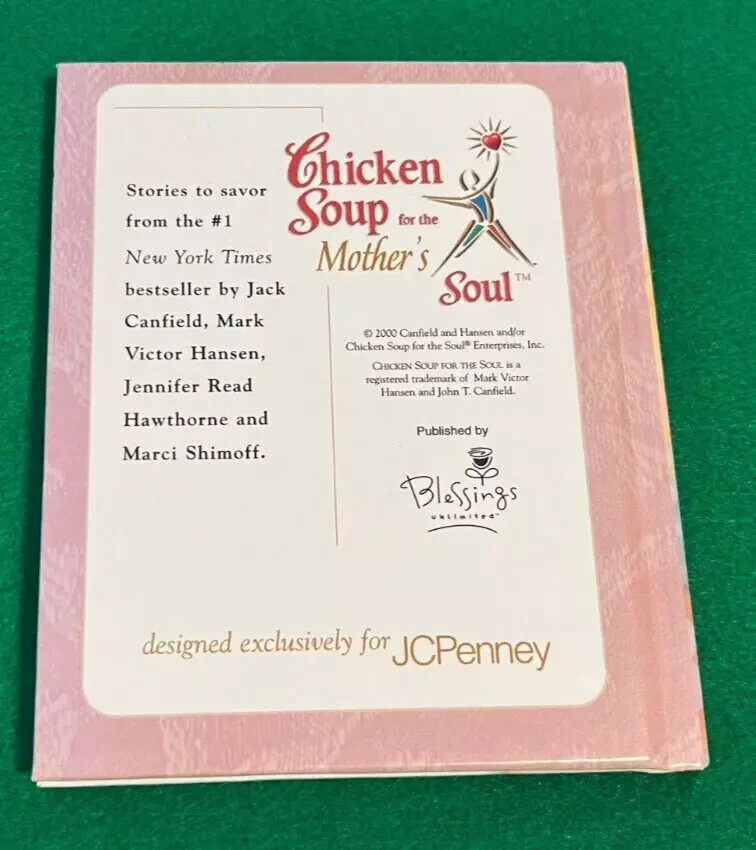 Stories to savor
from the #1
New York Times
bestseller by Jack
Canfield, Mark
Victor Hansen,
Jennifer Read
Hawthorne and
Marci Shimoff.
Chicken
Soup for the
Mother's
Soul™
© 2000 Canfield and Hansen and/or
Chicken Soup for the Soul® Enterprises, Inc.
CHICKEN SOUP FOR THE SOUL is a
registered trademark of Mark Victor
Hansen and John T. Canfield.
Published by
Blessings
unlimited™
designed exclusively for JCPenney